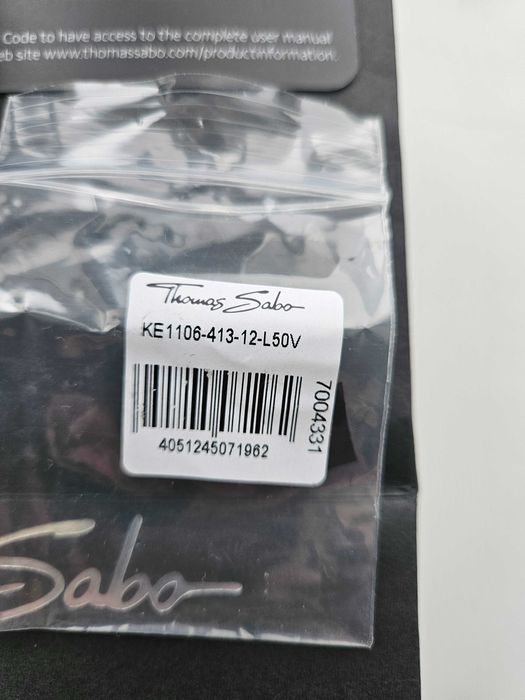 Code to have access to the complete user manual
eb site www.thomassabo.com/productinformation.
Thomas Sabo
KE1106-413-12-L50V
7004331
4051245071962
Sabo